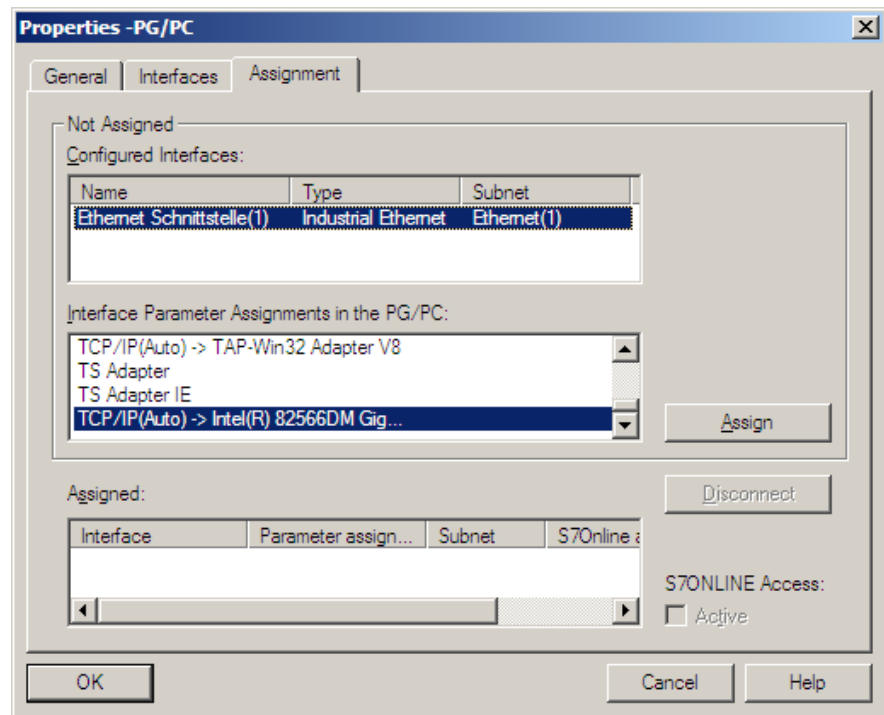 Properties -PG/PC
General Interfaces Assignment
Not Assigned
Configured Interfaces:
Name Type Subnet
Ethernet Schnittstelle(1) Industrial Ethernet Ethernet(1)
Interface Parameter Assignments in the PG/PC:
TCP/IP(Auto) -> TAP-Win32 Adapter V8
TS Adapter
TS Adapter IE
TCP/IP(Auto) -> Intel(R) 82566DM Gig...
Assign
Assigned:
Disconnect
Interface Parameter assign... Subnet S7Online a
S7ONLINE Access:
Active
OK Cancel Help